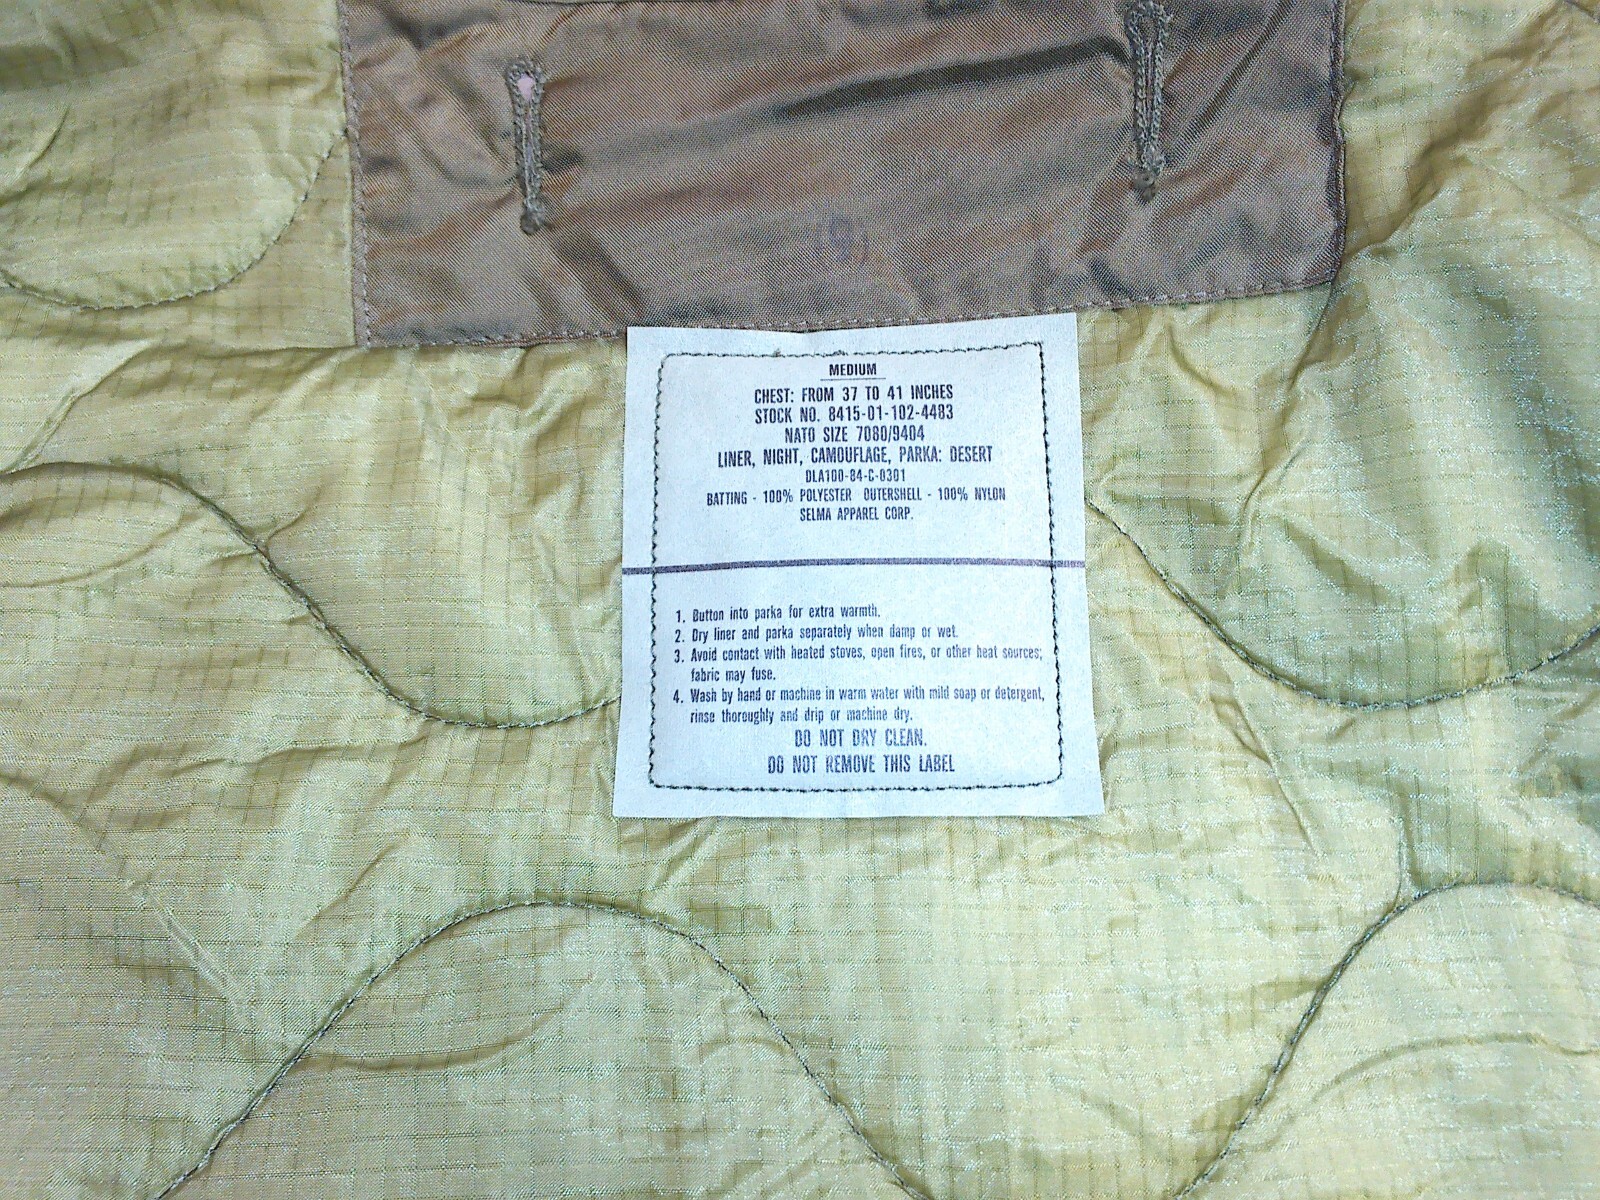 MEDIUM
CHEST: FROM 37 TO 41 INCHES
STOCK NO. 8415-01-102-4483
NATO SIZE 7080/9404
LINER, NIGHT, CAMOUFLAGE, PARKA: DESERT
DLA100-84-C-0301
BATTING - 100% POLYESTER OUTERSHELL - 100% NYLON
SELMA APPAREL CORP.
1. Button into parka for extra warmth.
2. Dry liner and parka separately when damp or wet.
3. Avoid contact with heated stoves, open fires, or other heat sources;
fabric may fuse.
4. Wash by hand or machine in warm water with mild soap or detergent,
rinse thoroughly and drip or machine dry.
DO NOT DRY CLEAN.
DO NOT REMOVE THIS LABEL